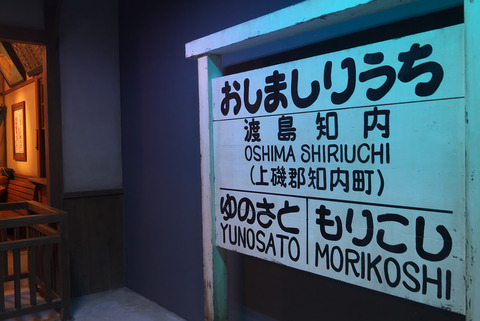 おしましりうち
渡島知内
OSHIMA SHIRIUCHI
(上磯郡知内町)
ゆのさと もりこし
YUNOSATO MORIKOSHI